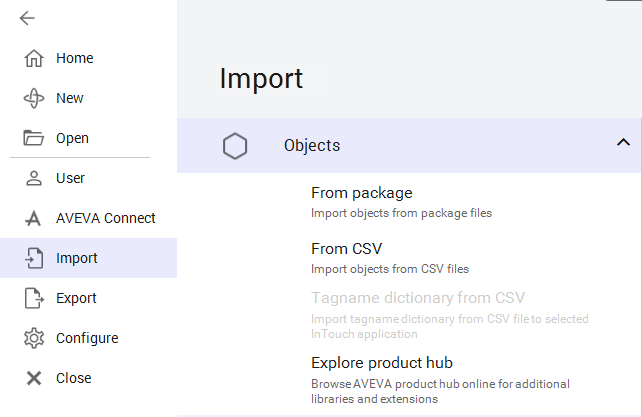 Home
New
Open
User
AVEVA Connect
Import
Export
Configure
Close
Import
Objects
From package
Import objects from package files
From CSV
Import objects from CSV files
Tagname dictionary from CSV
Import tagname dictionary from CSV file to selected
InTouch application
Explore product hub
Browse AVEVA product hub online for additional
libraries and extensions